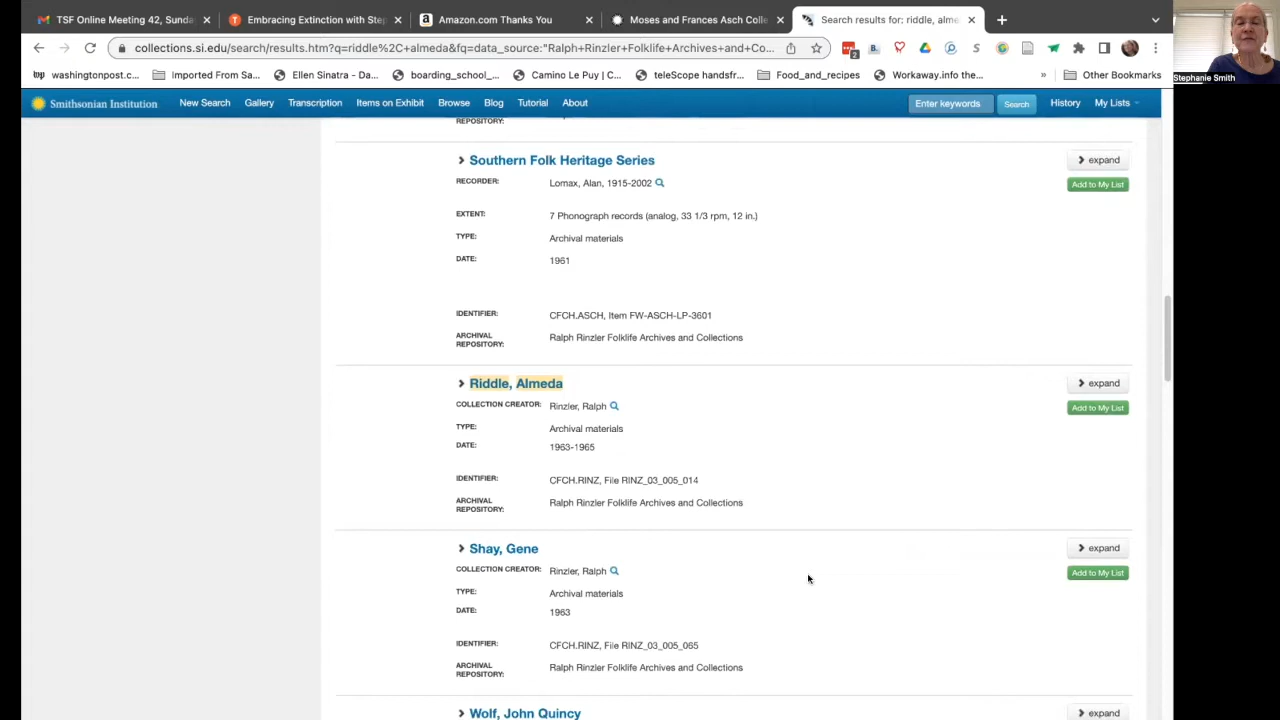 TSF Online Meeting 42, Sunda
Embracing Extinction with Step
Amazon.com Thank You
Moses and Frances Asch Colle
Search results for: riddle, alme
collections.si.edu/search/results.htm?q=riddle%2C+almeda&fq=data_source:"Ralph+Rinzler+Folklife+Archives+and+Co...
2
washingtonpost.c...
Imported From Sa...
Ellen Sinatra - Da...
boarding_school_...
Camino Le Puy | C...
teleScope handsfr...
Food_and_recipes
Workaway.info the...
»
Other Bookmarks
Stephanie Smith
Smithsonian Institution
New Search
Gallery
Transcription
Items on Exhibit
Browse
Blog
Tutorial
About
Enter keywords
Search
History
My Lists
REPOSITORY:
Southern Folk Heritage Series
expand
Add to My List
RECORDER: Lomax, Alan, 1915-2002
EXTENT: 7 Phonograph records (analog, 33 1/3 rpm, 12 in.)
TYPE: Archival materials
DATE: 1961
IDENTIFIER: CFCH.ASCH, Item FW-ASCH-LP-3601
ARCHIVAL REPOSITORY: Ralph Rinzler Folklife Archives and Collections
Riddle, Almeda
expand
Add to My List
COLLECTION CREATOR: Rinzler, Ralph
TYPE: Archival materials
DATE: 1963-1965
IDENTIFIER: CFCH.RINZ, File RINZ_03_005_014
ARCHIVAL REPOSITORY: Ralph Rinzler Folklife Archives and Collections
Shay, Gene
expand
Add to My List
COLLECTION CREATOR: Rinzler, Ralph
TYPE: Archival materials
DATE: 1963
IDENTIFIER: CFCH.RINZ, File RINZ_03_005_065
ARCHIVAL REPOSITORY: Ralph Rinzler Folklife Archives and Collections
Wolf, John Quincy
expand